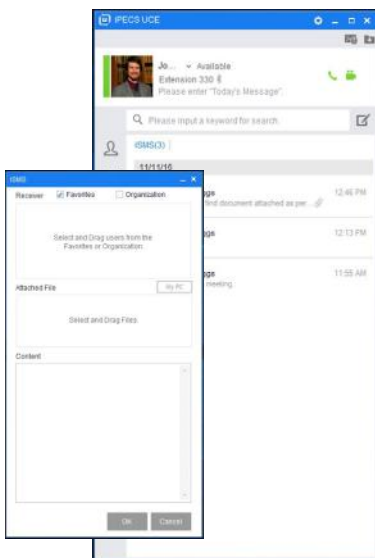 iPECS UCE
Jo... Available
Extension 330
Please enter "Today's Message".
Please input a keyword for search.
iSMS(3)
11/11/16
ggs 12:46 PM
find document attached as per ...
ggs 12:13 PM
ggs 11:55 AM
meeting.
iSMS
Receiver Favorites Organization
Select and Drag users from the
Favorites or Organization.
Attached File My PC
Select and Drag Files.
Content
OK Cancel